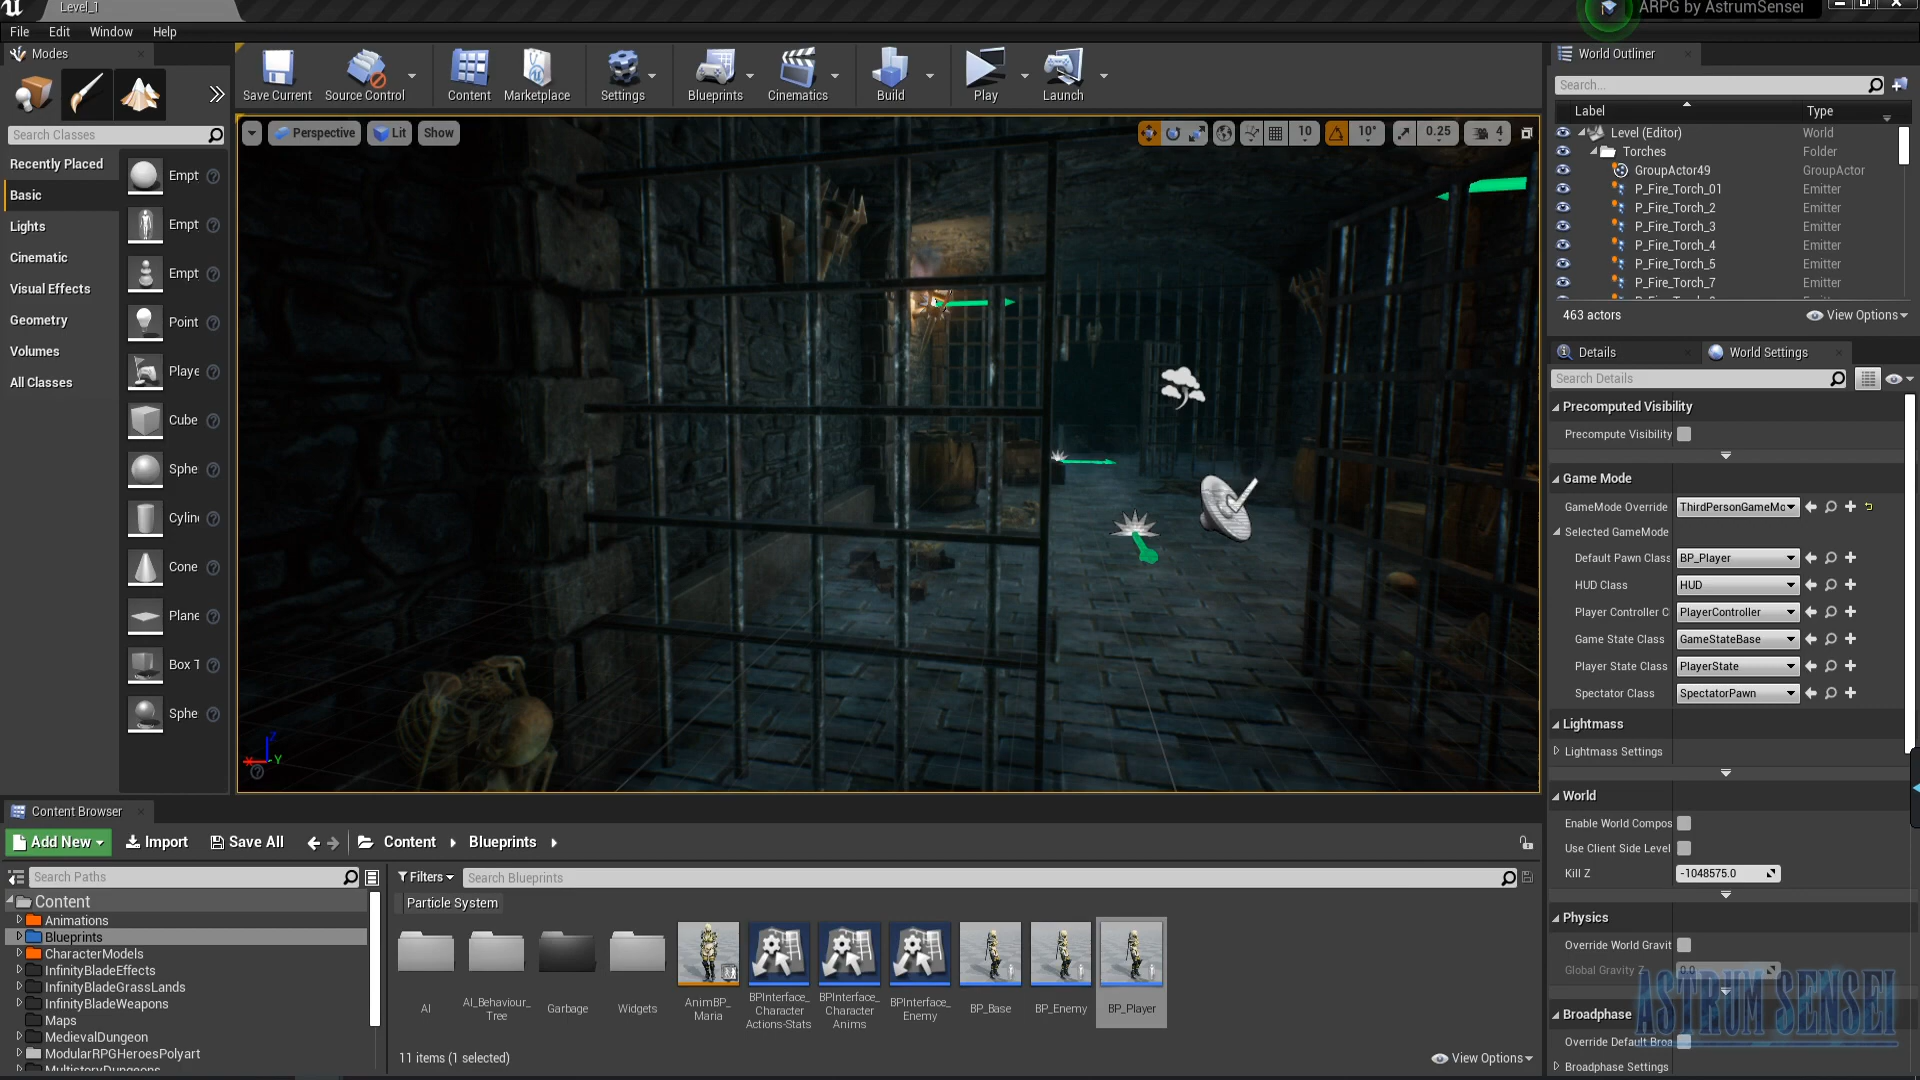 Level_1
ARPG by AstrumSensei
File Edit Window Help
Modes
Search Classes
Recently Placed
Basic
Lights
Cinematic
Visual Effects
Geometry
Volumes
All Classes
Empt
Empt
Empt
Point
Playe
Cube
Sphe
Cylin
Cone
Plane
Box T
Sphe
Save Current Source Control Content Marketplace Settings Blueprints Cinematics Build Play Launch
Perspective Lit Show
10 10° 0.25 4
X Z Y
World Outliner
Search...
Label Type
Level (Editor) World
Torches Folder
GroupActor49 GroupActor
P_Fire_Torch_01 Emitter
P_Fire_Torch_2 Emitter
P_Fire_Torch_3 Emitter
P_Fire_Torch_4 Emitter
P_Fire_Torch_5 Emitter
P_Fire_Torch_7 Emitter
463 actors View Options
Details World Settings
Search Details
Precomputed Visibility
Precompute Visibility
Game Mode
GameMode Override ThirdPersonGameMo
Selected GameMode
Default Pawn Class BP_Player
HUD Class HUD
Player Controller C PlayerController
Game State Class GameStateBase
Player State Class PlayerState
Spectator Class SpectatorPawn
Lightmass
Lightmass Settings
World
Enable World Compos
Use Client Side Level
Kill Z -1048575.0
Physics
Override World Gravit
Global Gravity Z 0.0
Broadphase
Override Default Broa
Broadphase Settings
ASTRUM SENSEI
Content Browser
Add New Import Save All Content Blueprints
Search Paths
Content
Animations
Blueprints
CharacterModels
InfinityBladeEffects
InfinityBladeGrassLands
InfinityBladeWeapons
Maps
MedievalDungeon
ModularRPGHeroesPolyart
MultistoryDungeons
Filters Search Blueprints
Particle System
AI
AI_Behaviour_
Tree
Garbage
Widgets
AnimBP_
Maria
BPInterface_
Character
Actions-Stats
BPInterface_
Character
Anims
BPInterface_
Enemy
BP_Base
BP_Enemy
BP_Player
11 items (1 selected) View Options